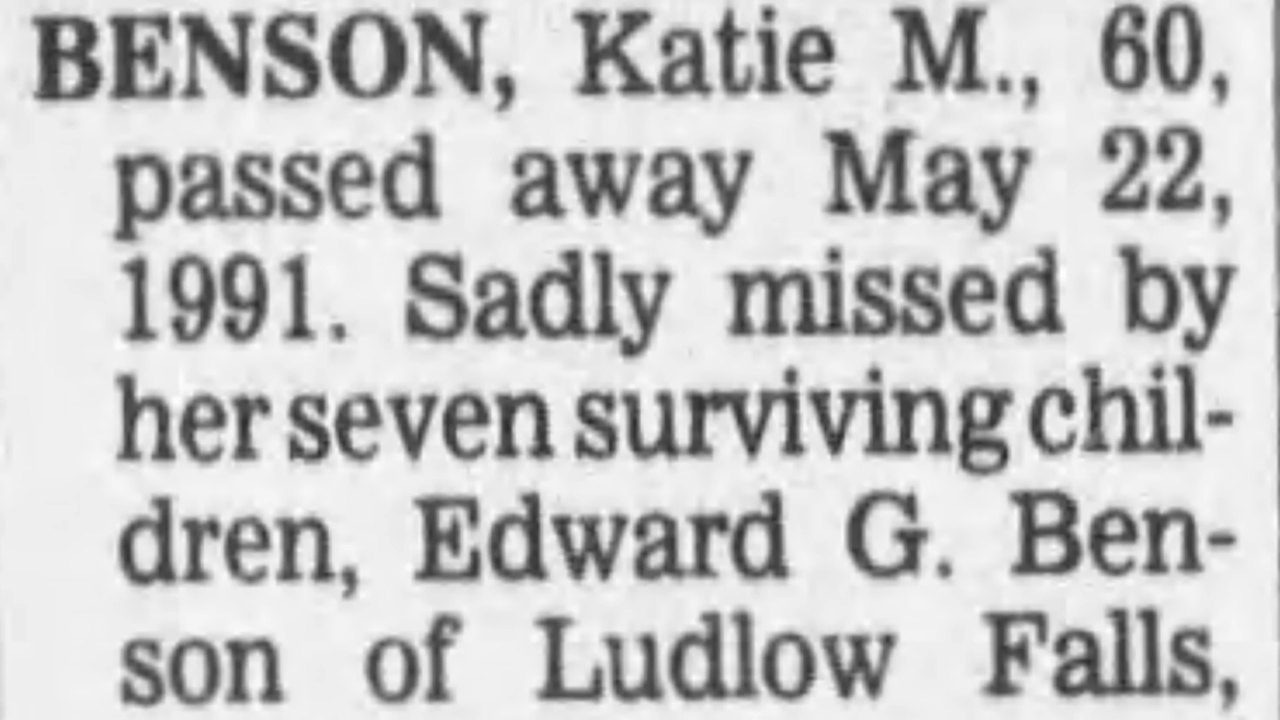 BENSON, Katie M., 60,
passed away May 22,
1991. Sadly missed by
her seven surviving chil-
dren, Edward G. Ben-
son of Ludlow Falls,